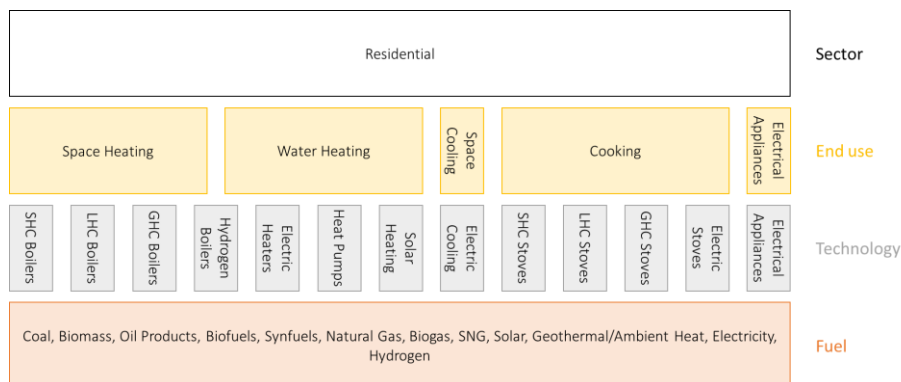 Residential
Sector
Space Heating
Water Heating
Space
Cooling
Cooking
Electrical
Appliances
End use
SHC Boilers
LHC Boilers
GHC Boilers
Hydrogen
Boilers
Electric
Heaters
Heat Pumps
Solar
Heating
Electric
Cooling
SHC Stoves
LHC Stoves
GHC Stoves
Electric
Stoves
Electrical
Appliances
Technology
Coal, Biomass, Oil Products, Biofuels, Synfuels, Natural Gas, Biogas, SNG, Solar, Geothermal/Ambient Heat, Electricity,
Hydrogen
Fuel